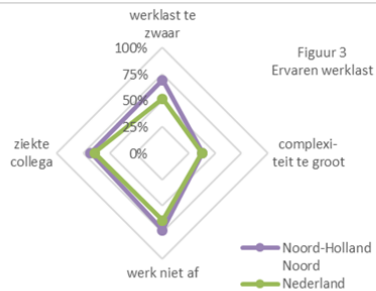 werklast te
zwaar
100%
Figuur 3
Ervaren werklast
75%
50%
25%
0%
ziekte
collega
complexi-
teit te groot
werk niet af
Noord-Holland
Noord
Nederland